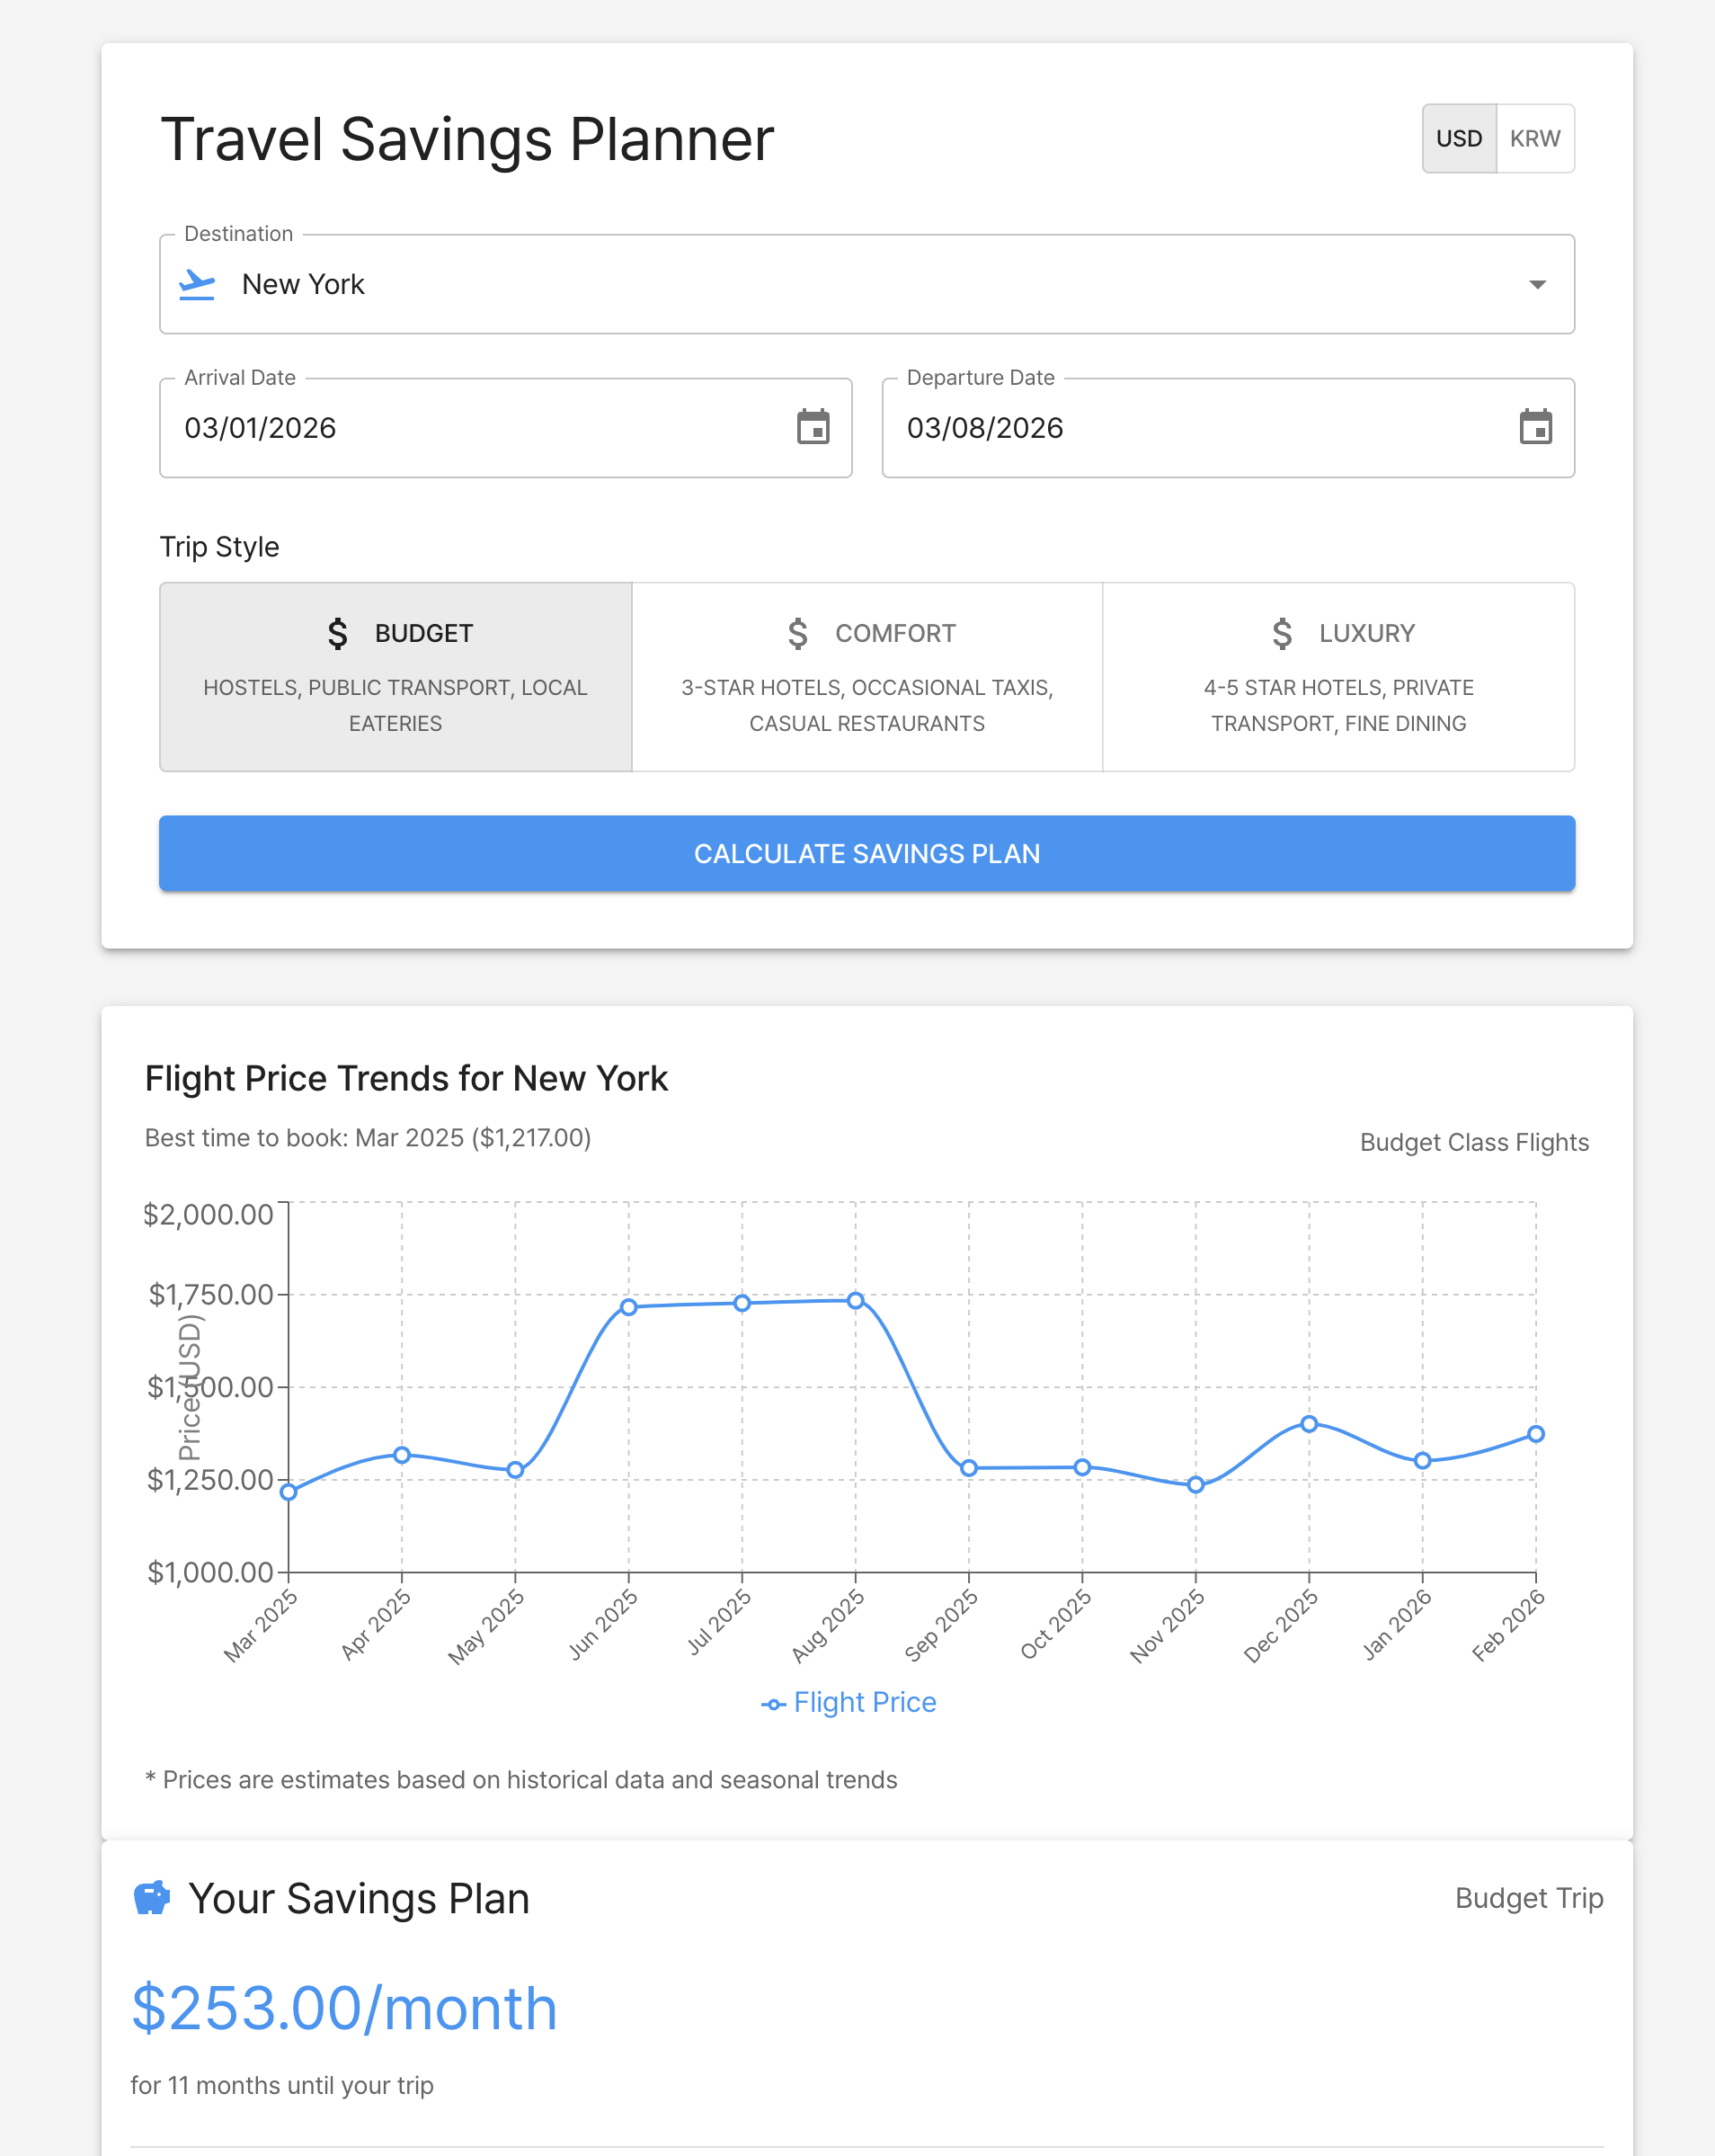 Travel Savings Planner
USD KRW
Destination
New York
Arrival Date
03/01/2026
Departure Date
03/08/2026
Trip Style
$ BUDGET
HOSTELS, PUBLIC TRANSPORT, LOCAL
EATERIES
$ COMFORT
3-STAR HOTELS, OCCASIONAL TAXIS,
CASUAL RESTAURANTS
$ LUXURY
4-5 STAR HOTELS, PRIVATE
TRANSPORT, FINE DINING
CALCULATE SAVINGS PLAN
Flight Price Trends for New York
Best time to book: Mar 2025 ($1,217.00)
Budget Class Flights
$2,000.00
$1,750.00
$1,500.00
$1,250.00
$1,000.00
Price (USD)
Mar 2025
Apr 2025
May 2025
Jun 2025
Jul 2025
Aug 2025
Sep 2025
Oct 2025
Nov 2025
Dec 2025
Jan 2026
Feb 2026
Flight Price
* Prices are estimates based on historical data and seasonal trends
Your Savings Plan
Budget Trip
$253.00/month
for 11 months until your trip